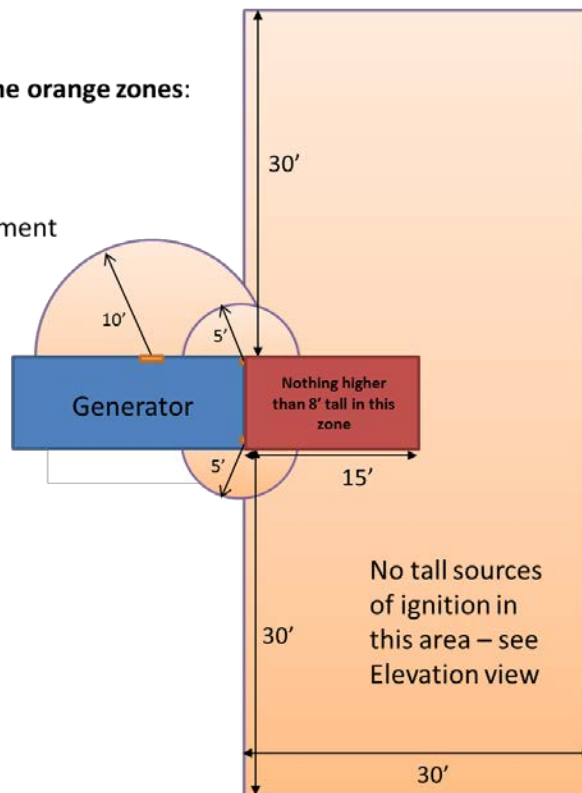 ne orange zones:
30’
ment
10’
5’
Generator
Nothing higher
than 8’ tall in this
zone
5’
15’
No tall sources
of ignition in
this area – see
Elevation view
30’
30’